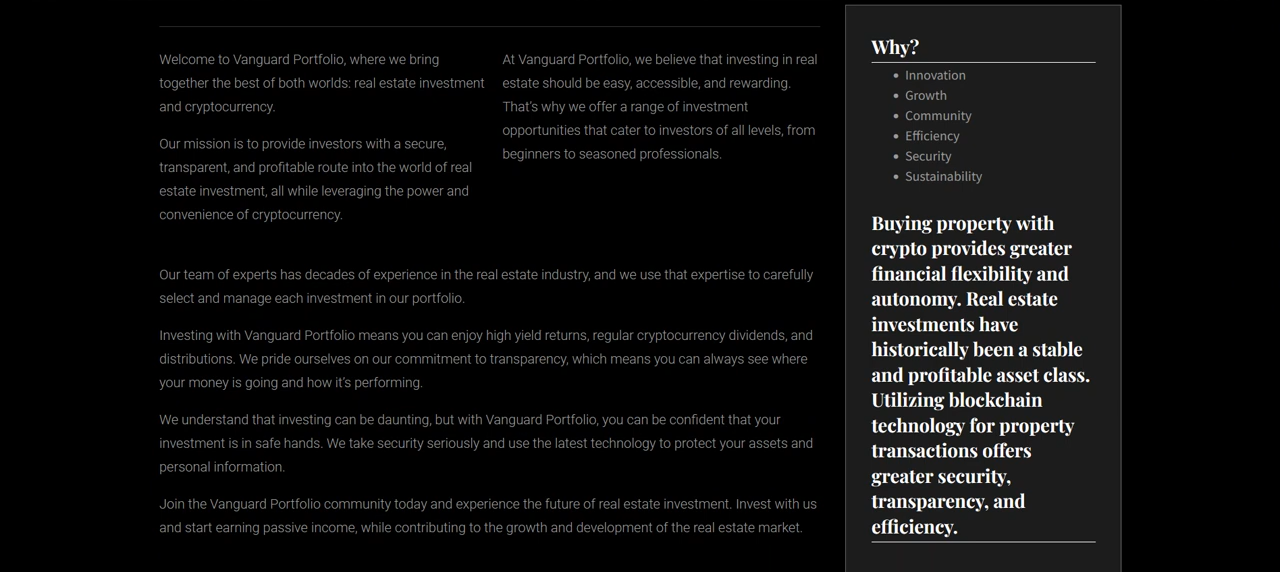 Welcome to Vanguard Portfolio, where we bring
together the best of both worlds: real estate investment
and cryptocurrency.
Our mission is to provide investors with a secure,
transparent, and profitable route into the world of real
estate investment, all while leveraging the power and
convenience of cryptocurrency.
At Vanguard Portfolio, we believe that investing in real
estate should be easy, accessible, and rewarding.
That's why we offer a range of investment
opportunities that cater to investors of all levels, from
beginners to seasoned professionals.
Our team of experts has decades of experience in the real estate industry, and we use that expertise to carefully
select and manage each investment in our portfolio.
Investing with Vanguard Portfolio means you can enjoy high yield returns, regular cryptocurrency dividends, and
distributions. We pride ourselves on our commitment to transparency, which means you can always see where
your money is going and how it's performing.
We understand that investing can be daunting, but with Vanguard Portfolio, you can be confident that your
investment is in safe hands. We take security seriously and use the latest technology to protect your assets and
personal information.
Join the Vanguard Portfolio community today and experience the future of real estate investment. Invest with us
and start earning passive income, while contributing to the growth and development of the real estate market.
Why?
• Innovation
• Growth
• Community
• Efficiency
• Security
• Sustainability
Buying property with
crypto provides greater
financial flexibility and
autonomy. Real estate
investments have
historically been a stable
and profitable asset class.
Utilizing blockchain
technology for property
transactions offers
greater security,
transparency, and
efficiency.